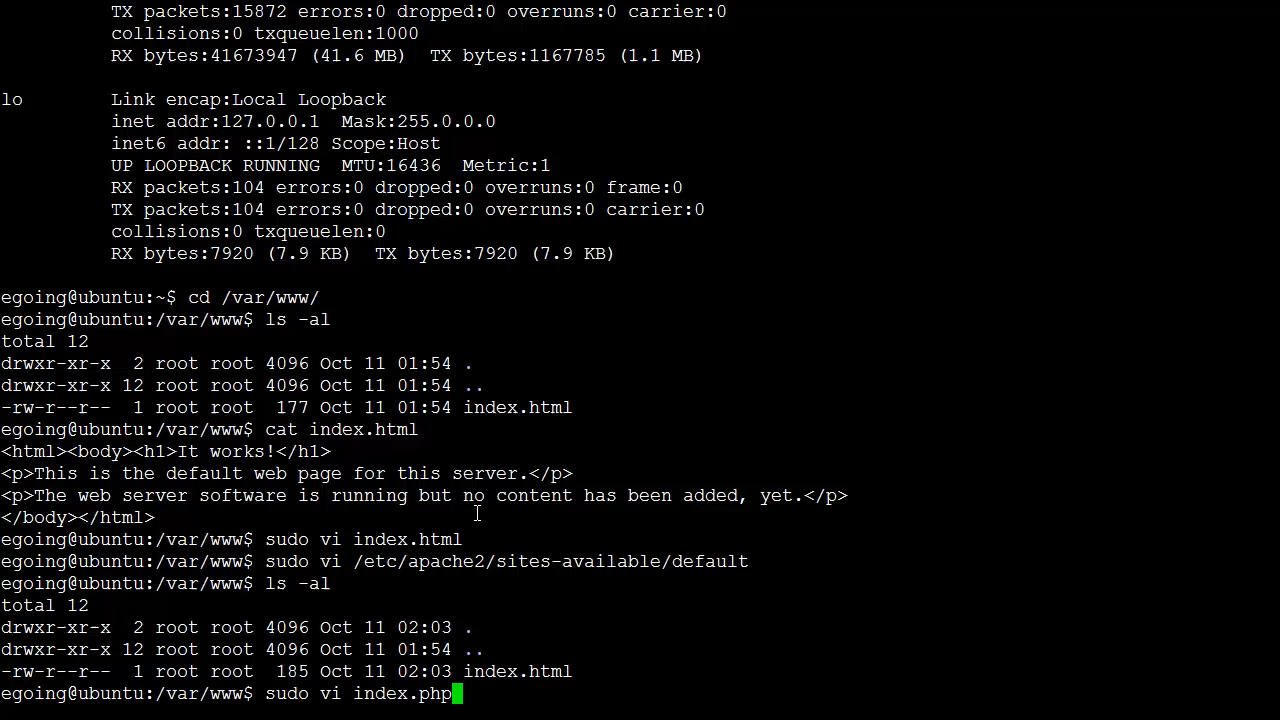 TX packets:15872 errors:0 dropped:0 overruns:0 carrier:0
collisions:0 txqueuelen:1000
RX bytes:41673947 (41.6 MB)  TX bytes:1167785 (1.1 MB)
lo        Link encap:Local Loopback
inet addr:127.0.0.1  Mask:255.0.0.0
inet6 addr: ::1/128 Scope:Host
UP LOOPBACK RUNNING  MTU:16436  Metric:1
RX packets:104 errors:0 dropped:0 overruns:0 frame:0
TX packets:104 errors:0 dropped:0 overruns:0 carrier:0
collisions:0 txqueuelen:0
RX bytes:7920 (7.9 KB)  TX bytes:7920 (7.9 KB)
egoing@ubuntu:~$ cd /var/www/
egoing@ubuntu:/var/www$ ls -al
total 12
drwxr-xr-x  2 root root 4096 Oct 11 01:54 .
drwxr-xr-x 12 root root 4096 Oct 11 01:54 ..
-rw-r--r--  1 root root  177 Oct 11 01:54 index.html
egoing@ubuntu:/var/www$ cat index.html
<html><body><h1>It works!</h1>
<p>This is the default web page for this server.</p>
<p>The web server software is running but no content has been added, yet.</p>
</body></html>
egoing@ubuntu:/var/www$ sudo vi index.html
egoing@ubuntu:/var/www$ sudo vi /etc/apache2/sites-available/default
egoing@ubuntu:/var/www$ ls -al
total 12
drwxr-xr-x  2 root root 4096 Oct 11 02:03 .
drwxr-xr-x 12 root root 4096 Oct 11 01:54 ..
-rw-r--r--  1 root root  185 Oct 11 02:03 index.html
egoing@ubuntu:/var/www$ sudo vi index.php